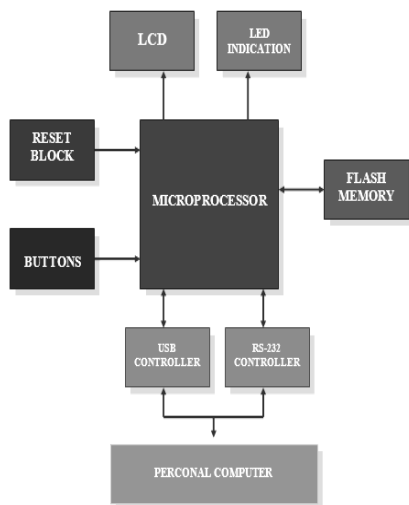 LCD
LED
INDICATION
RESET
BLOCK
MICROPROCESSOR
FLASH
MEMORY
BUTTONS
USB
CONTROLLER
RS-232
CONTROLLER
PERCONAL COMPUTER